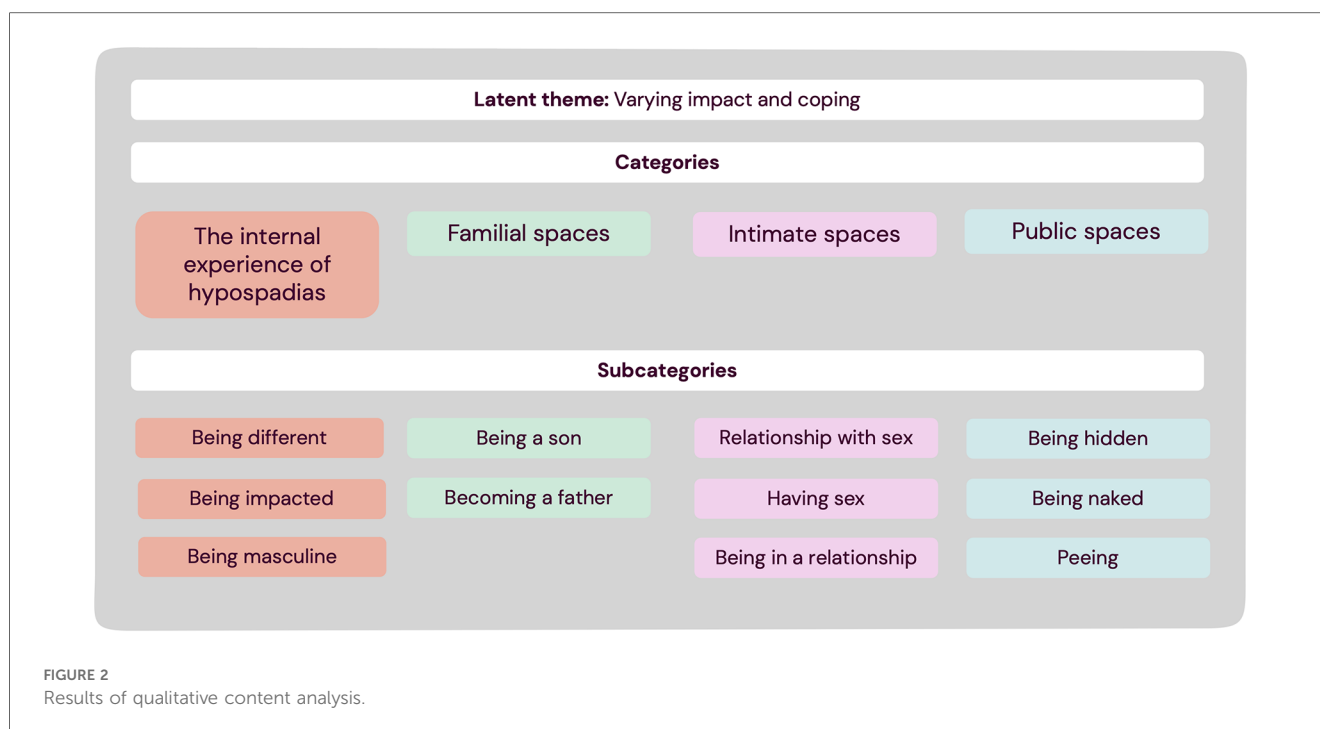 Latent theme: Varying impact and coping
Categories
The internal
experience of
hypospadias
Familial spaces
Intimate spaces
Public spaces
Subcategories
Being different
Being a son
Relationship with sex
Being hidden
Being impacted
Becoming a father
Having sex
Being naked
Being masculine
Being in a relationship
Peeing
FIGURE 2
Results of qualitative content analysis.